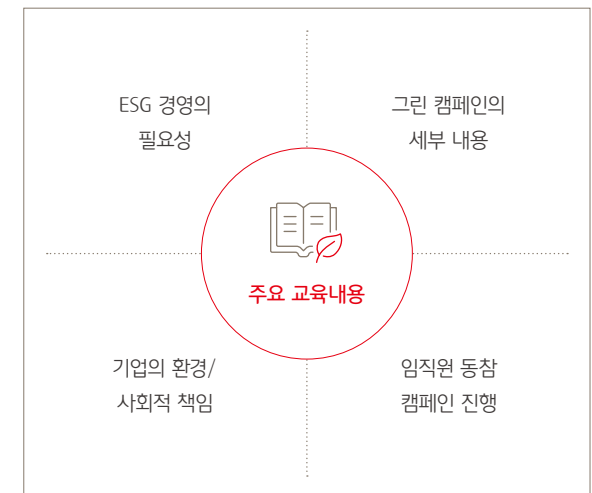 ESG 경영의
필요성
그린 캠페인의
세부 내용
주요 교육내용
기업의 환경/
사회적 책임
임직원 동참
캠페인 진행